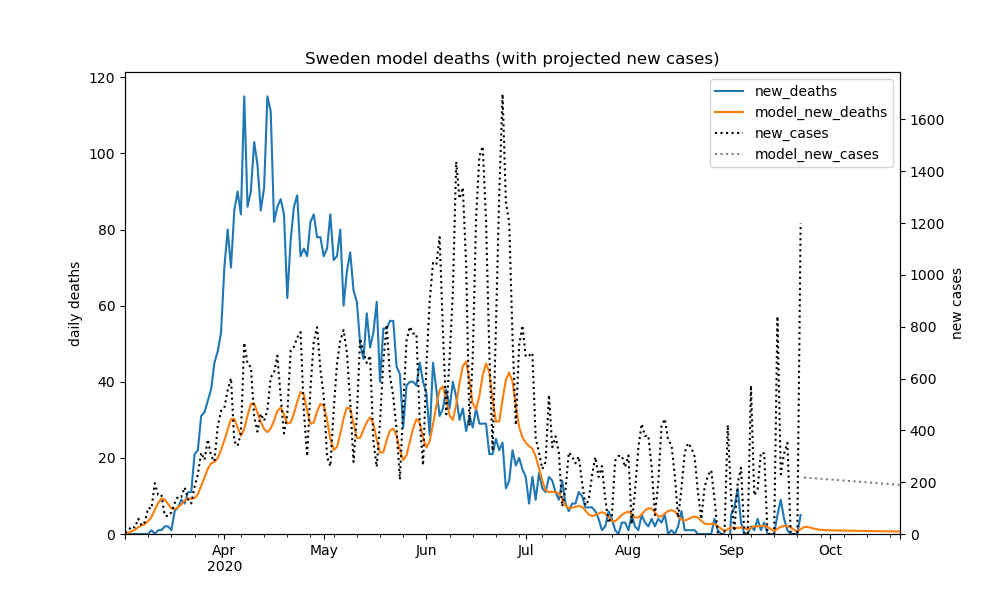 Sweden model deaths (with projected new cases)
120
100
80
60
40
20
0
daily deaths
new_deaths
model_new_deaths
new_cases
model_new_cases
1600
1400
1200
1000
800
600
400
200
0
new cases
Apr
2020
May
Jun
Jul
Aug
Sep
Oct